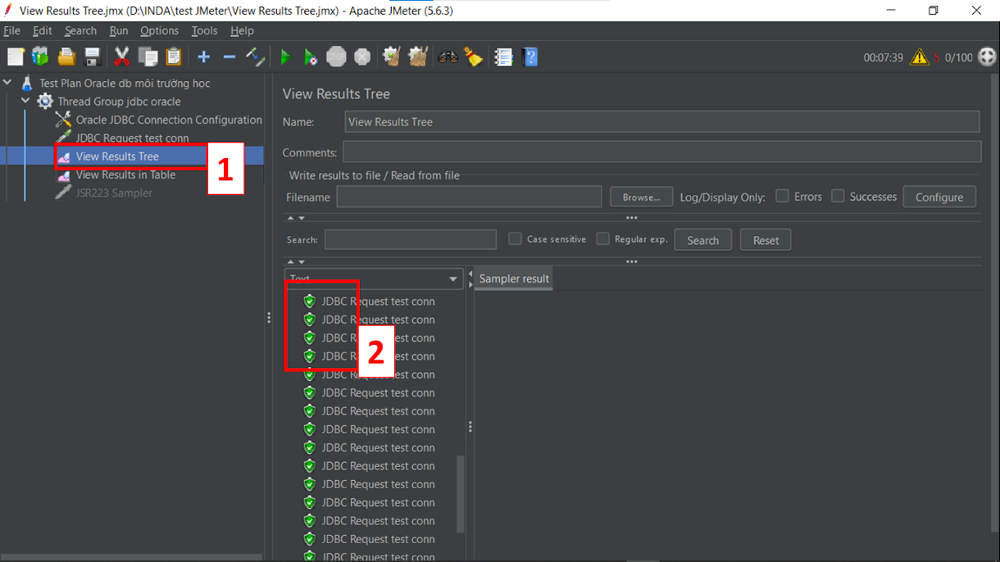 View Results Tree.jmx (D:\INDA\test JMeter\View Results Tree.jmx) - Apache JMeter (5.6.3)
File Edit Search Run Options Tools Help
00:07:39 5 0/100
Test Plan Oracle db môi trường học
Thread Group jdbc oracle
Oracle JDBC Connection Configuration
JDBC Request test conn
View Results Tree
1
View Results in Table
JSR223 Sampler
View Results Tree
Name: View Results Tree
Comments:
Write results to file / Read from file
Filename Browse... Log/Display Only: Errors Successes Configure
Search: Case sensitive Regular exp. Search Reset
Text
Sampler result
JDBC Request test conn
JDBC Request test conn
JDBC R est conn
2
JDBC R est conn
JDBC Request test conn
JDBC Request test conn
JDBC Request test conn
JDBC Request test conn
JDBC Request test conn
JDBC Request test conn
JDBC Request test conn
JDBC Request test conn
JDBC Request test conn
JDBC Request test conn
JDBC Request test conn